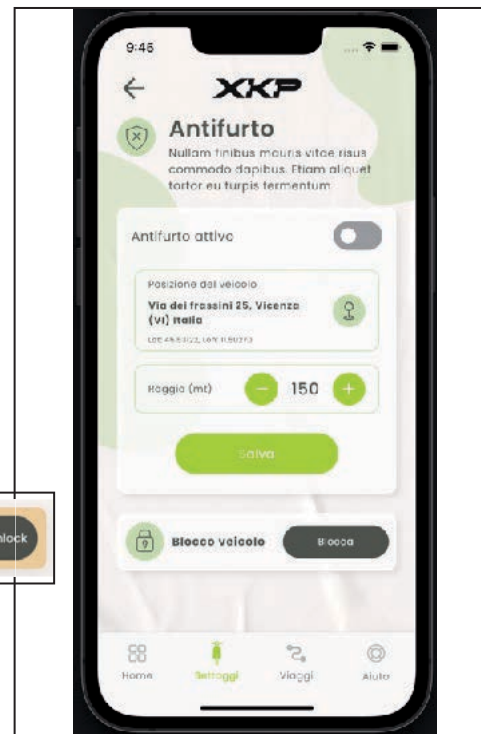 9:45
XKP
Antifurto
Nullam finibus mauris vitae risus
commodo dapibus. Etiam aliquet
tortor eu turpis fermentum
Antifurto attivo
Posizione del veicolo
Via dei frassini 25, Vicenza
(VI) Italia
Raggio (mt)
150
Salva
nlock
Blocco veicolo
Blocca
Home
Dettaggi
Viaggi
Aiuto